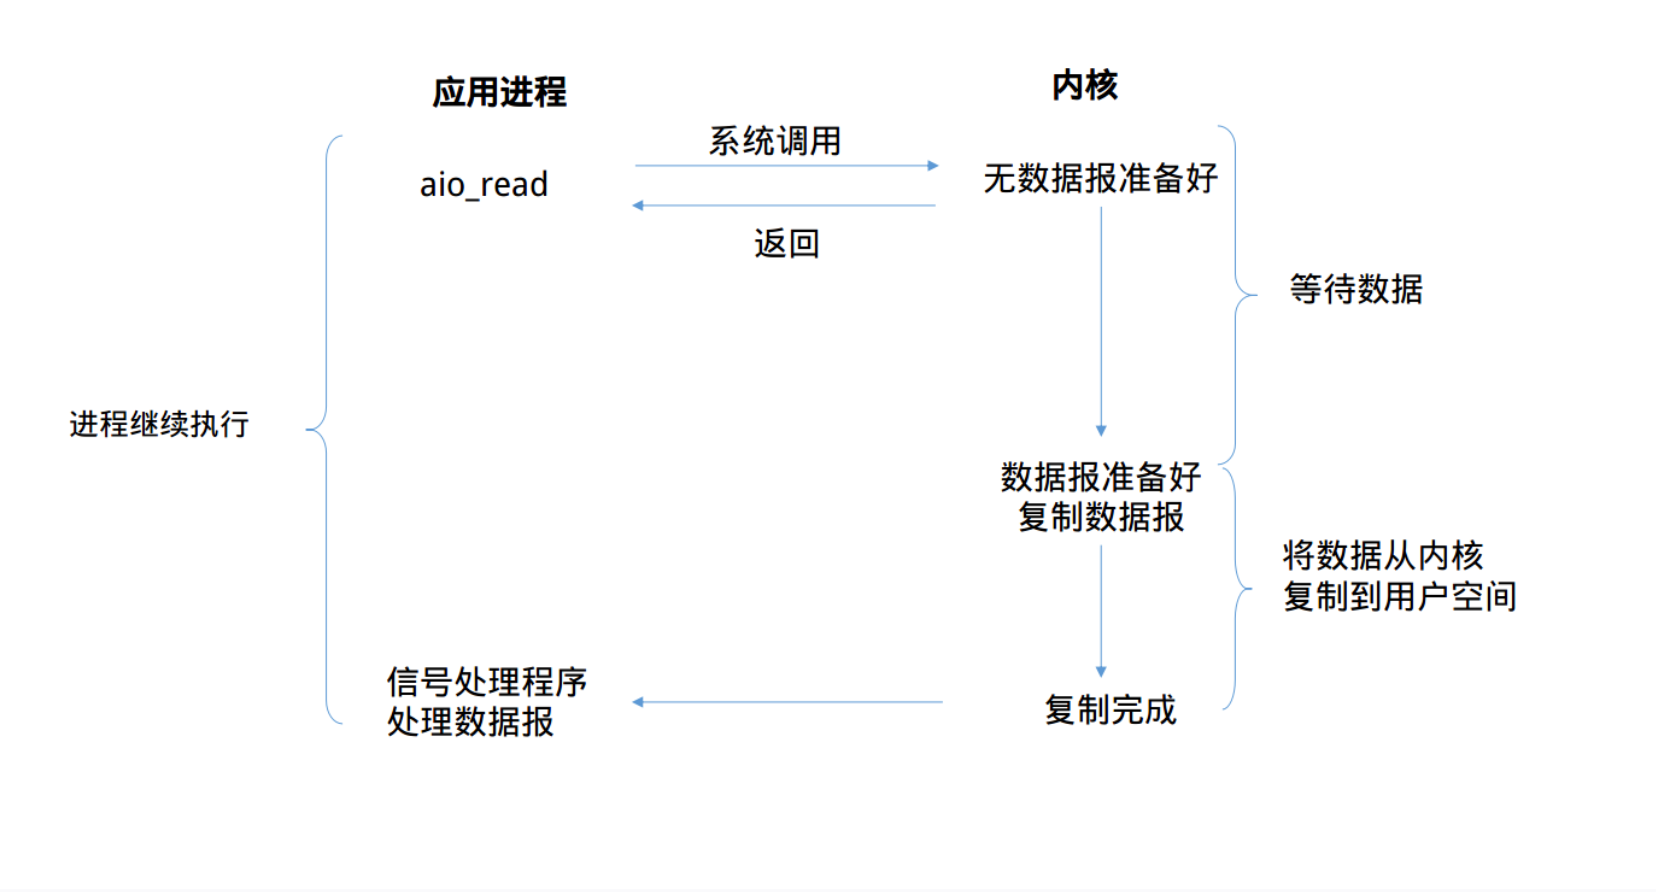 应用进程
内核
系统调用
aio_read
无数据报准备好
返回
等待数据
进程继续执行
数据报准备好
复制数据报
将数据从内核
复制到用户空间
信号处理程序
处理数据报
复制完成